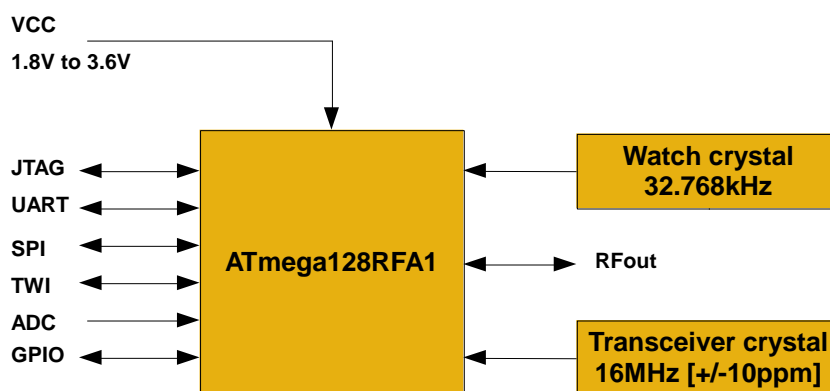 VCC
1.8V to 3.6V
JTAG
UART
SPI
TWI
ADC
GPIO
ATmega128RFA1
Watch crystal
32.768kHz
RFout
Transceiver crystal
16MHz [+/-10ppm]